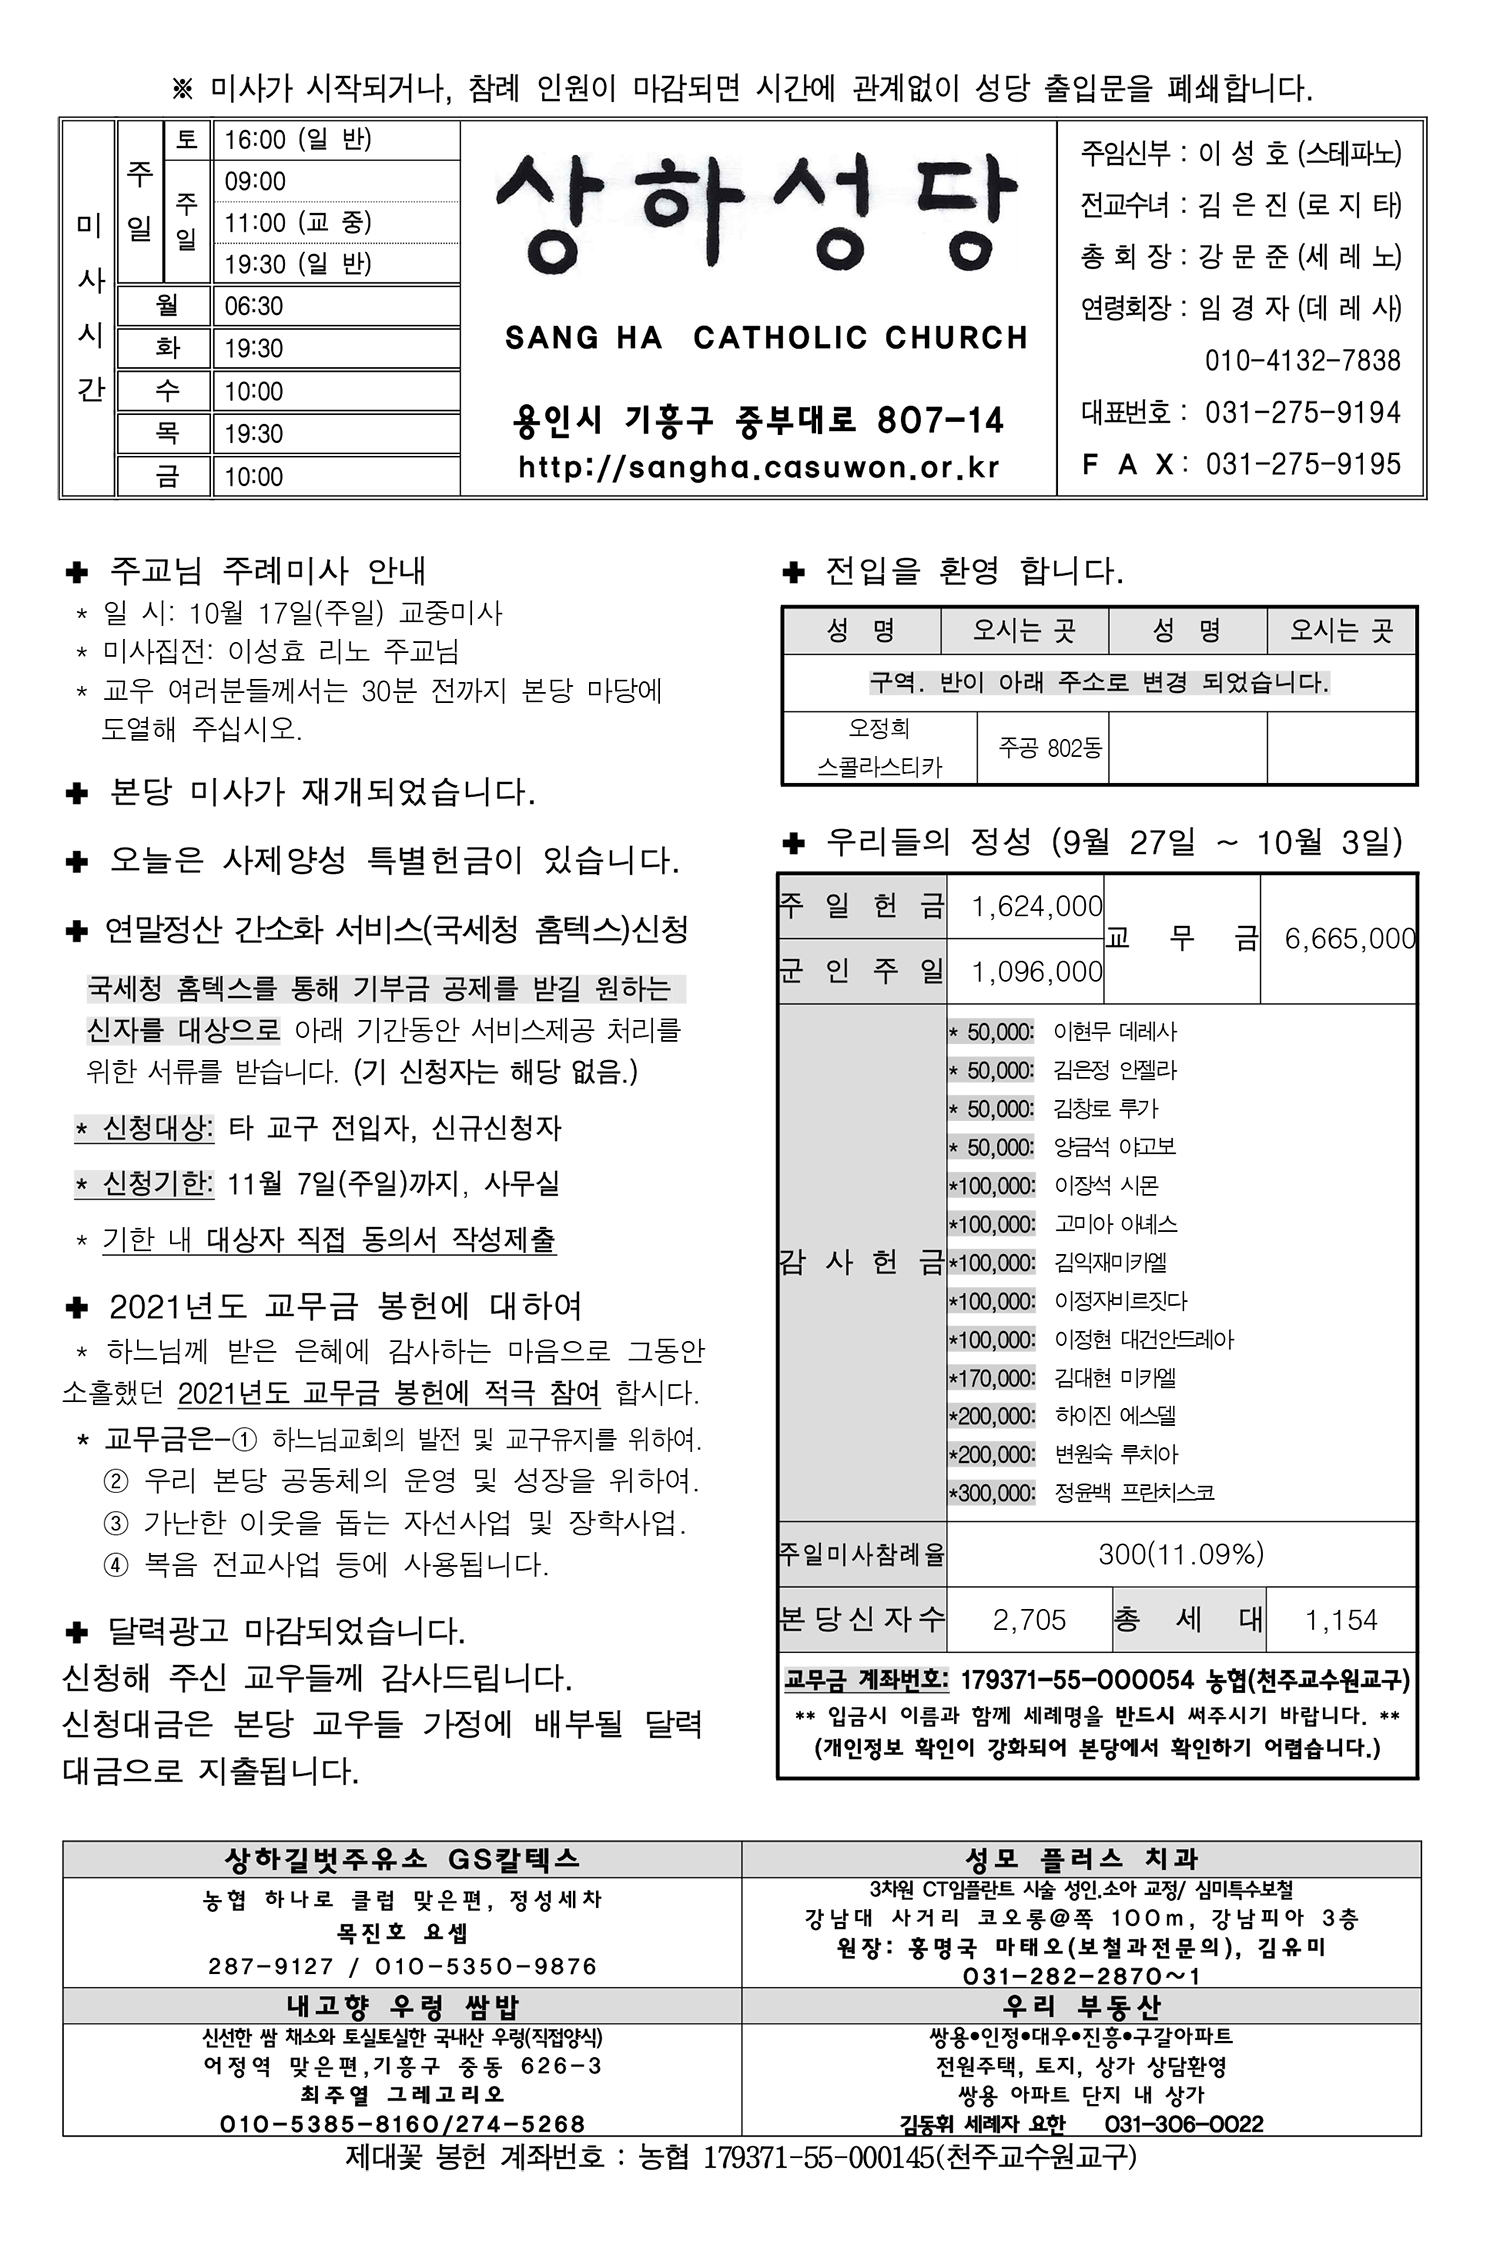 ※ 미사가 시작되거나, 참례 인원이 마감되면 시간에 관계없이 성당 출입문을 폐쇄합니다.
미사시간
주일
토 16:00 (일 반)
주일 09:00
11:00 (교 중)
19:30 (일 반)
월 06:30
화 19:30
수 10:00
목 19:30
금 10:00
상하성당
SANG HA CATHOLIC CHURCH
용인시 기흥구 중부대로 807-14
http://sangha.casuwon.or.kr
주임신부 : 이 성 호 (스테파노)
전교수녀 : 김 은 진 (로 지 타)
총 회 장 : 강 문 준 (세 레 노)
연령회장 : 임 경 자 (데 레 사)
010-4132-7838
대표번호 : 031-275-9194
F A X : 031-275-9195
✚ 주교님 주례미사 안내
* 일 시: 10월 17일(주일) 교중미사
* 미사집전: 이성효 리노 주교님
* 교우 여러분들께서는 30분 전까지 본당 마당에
도열해 주십시오.
✚ 본당 미사가 재개되었습니다.
✚ 오늘은 사제양성 특별헌금이 있습니다.
✚ 연말정산 간소화 서비스(국세청 홈텍스)신청
국세청 홈텍스를 통해 기부금 공제를 받길 원하는
신자를 대상으로 아래 기간동안 서비스제공 처리를
위한 서류를 받습니다. (기 신청자는 해당 없음.)
* 신청대상: 타 교구 전입자, 신규신청자
* 신청기한: 11월 7일(주일)까지, 사무실
* 기한 내 대상자 직접 동의서 작성제출
✚ 2021년도 교무금 봉헌에 대하여
* 하느님께 받은 은혜에 감사하는 마음으로 그동안
소홀했던 2021년도 교무금 봉헌에 적극 참여 합시다.
* 교무금은-① 하느님교회의 발전 및 교구유지를 위하여.
② 우리 본당 공동체의 운영 및 성장을 위하여.
③ 가난한 이웃을 돕는 자선사업 및 장학사업.
④ 복음 전교사업 등에 사용됩니다.
✚ 달력광고 마감되었습니다.
신청해 주신 교우들께 감사드립니다.
신청대금은 본당 교우들 가정에 배부될 달력
대금으로 지출됩니다.
✚ 전입을 환영 합니다.
성 명 오시는 곳 성 명 오시는 곳
구역. 반이 아래 주소로 변경 되었습니다.
오정희
스콜라스티카
주공 802동
✚ 우리들의 정성 (9월 27일 ~ 10월 3일)
주 일 헌 금 1,624,000
교 무 금 6,665,000
군 인 주 일 1,096,000
감 사 헌 금
* 50,000: 이현무 데레사
* 50,000: 김은정 안젤라
* 50,000: 김창로 루가
* 50,000: 양금석 야고보
*100,000: 이장석 시몬
*100,000: 고미아 아녜스
*100,000: 김익재미카엘
*100,000: 이정자비르짓다
*100,000: 이정현 대건안드레아
*170,000: 김대현 미카엘
*200,000: 하이진 에스델
*200,000: 변원숙 루치아
*300,000: 정윤백 프란치스코
주일미사참례율 300(11.09%)
본당신자수 2,705 총 세 대 1,154
교무금 계좌번호: 179371-55-000054 농협(천주교수원교구)
** 입금시 이름과 함께 세례명을 반드시 써주시기 바랍니다. **
(개인정보 확인이 강화되어 본당에서 확인하기 어렵습니다.)
상하길벗주유소 GS칼텍스
농협 하나로 클럽 맞은편, 정성세차
목진호 요셉
287-9127 / 010-5350-9876
성모 플러스 치과
3차원 CT임플란트 시술 성인.소아 교정/ 심미특수보철
강남대 사거리 코오롱@쪽 100m, 강남피아 3층
원장: 홍명국 마태오(보철과전문의), 김유미
031-282-2870~1
내고향 우렁 쌈밥
신선한 쌈 채소와 토실토실한 국내산 우렁(직접양식)
어정역 맞은편,기흥구 중동 626-3
최주열 그레고리오
010-5385-8160/274-5268
우리 부동산
쌍용•인정•대우•진흥•구갈아파트
전원주택, 토지, 상가 상담환영
쌍용 아파트 단지 내 상가
김동휘 세례자 요한 031-306-0022
제대꽃 봉헌 계좌번호 : 농협 179371-55-000145(천주교수원교구)